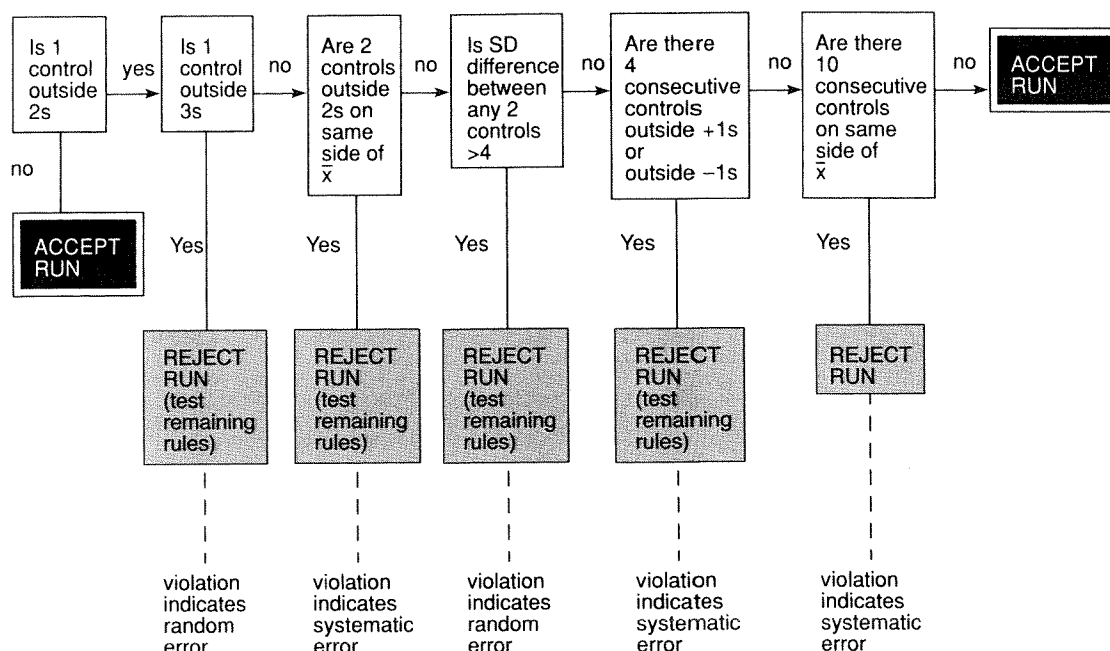 Is 1
control
outside
2s
yes
no
ACCEPT
RUN
Is 1
control
outside
3s
no
Yes
REJECT
RUN
(test
remaining
rules)
violation
indicates
random
error
Are 2
controls
outside
2s on
same
side of
x̅
no
Yes
REJECT
RUN
(test
remaining
rules)
violation
indicates
systematic
error
Is SD
difference
between
any 2
controls
>4
no
Yes
REJECT
RUN
(test
remaining
rules)
violation
indicates
random
error
Are there
4
consecutive
controls
outside +1s
or
outside −1s
no
Yes
REJECT
RUN
(test
remaining
rules)
violation
indicates
systematic
error
Are there
10
consecutive
controls
on same
side of
x̅
no
Yes
REJECT
RUN
violation
indicates
systematic
error
ACCEPT
RUN